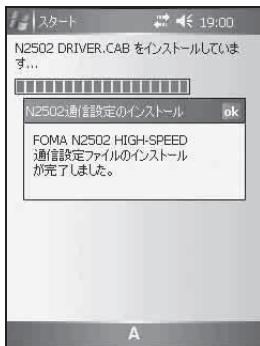 スタート 19:00
N2502 DRIVER.CAB をインストールしていま
す...
N2502通信設定のインストール ok
FOMA N2502 HIGH-SPEED
通信設定ファイルのインストール
が完了しました。
A